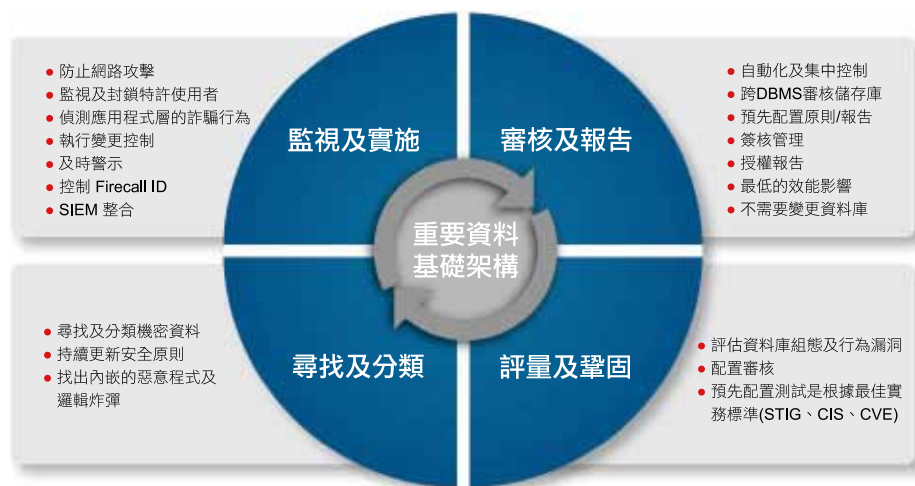 ● 防止網路攻擊
● 監視及封鎖特許使用者
● 偵測應用程式層的詐騙行為
● 執行變更控制
● 及時警示
● 控制 Firecall ID
● SIEM 整合
監視及實施
審核及報告
● 自動化及集中控制
● 跨DBMS審核儲存庫
● 預先配置原則/報告
● 簽核管理
● 授權報告
● 最低的效能影響
● 不需要變更資料庫
重要資料
基礎架構
● 尋找及分類機密資料
● 持續更新安全原則
● 找出內嵌的惡意程式及
邏輯炸彈
尋找及分類
評量及鞏固
● 評估資料庫組態及行為漏洞
● 配置審核
● 預先配置測試是根據最佳實
務標準(STIG、CIS、CVE)